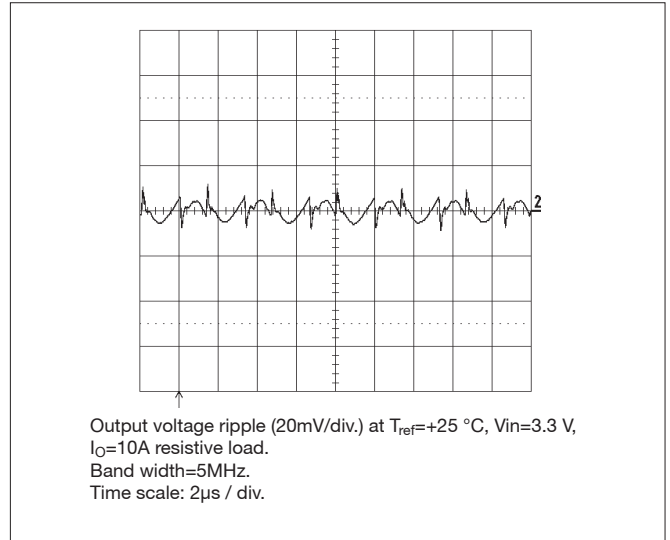 2
Output voltage ripple (20mV/div.) at Tref=+25 °C, Vin=3.3 V,
IO=10A resistive load.
Band width=5MHz.
Time scale: 2µs / div.